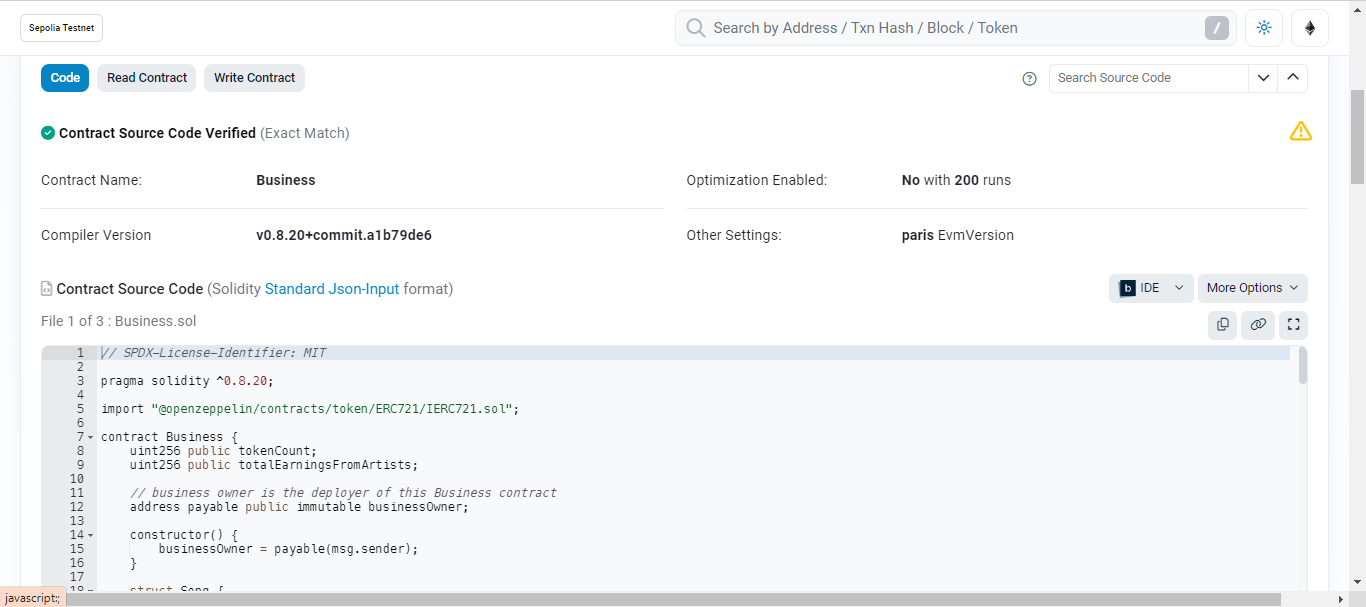 Sepolia Testnet
Search by Address / Txn Hash / Block / Token
/
Code Read Contract Write Contract
Search Source Code
Contract Source Code Verified (Exact Match)
Contract Name: Business
Optimization Enabled: No with 200 runs
Compiler Version v0.8.20+commit.a1b79de6
Other Settings: paris EvmVersion
Contract Source Code (Solidity Standard Json-Input format)
b IDE More Options
File 1 of 3 : Business.sol
1 // SPDX-License-Identifier: MIT
2
3 pragma solidity ^0.8.20;
4
5 import "@openzeppelin/contracts/token/ERC721/IERC721.sol";
6
7 contract Business {
8 uint256 public tokenCount;
9 uint256 public totalEarningsFromArtists;
10
11 // business owner is the deployer of this Business contract
12 address payable public immutable businessOwner;
13
14 constructor() {
15 businessOwner = payable(msg.sender);
16 }
17
18 struct Song {
javascript:;